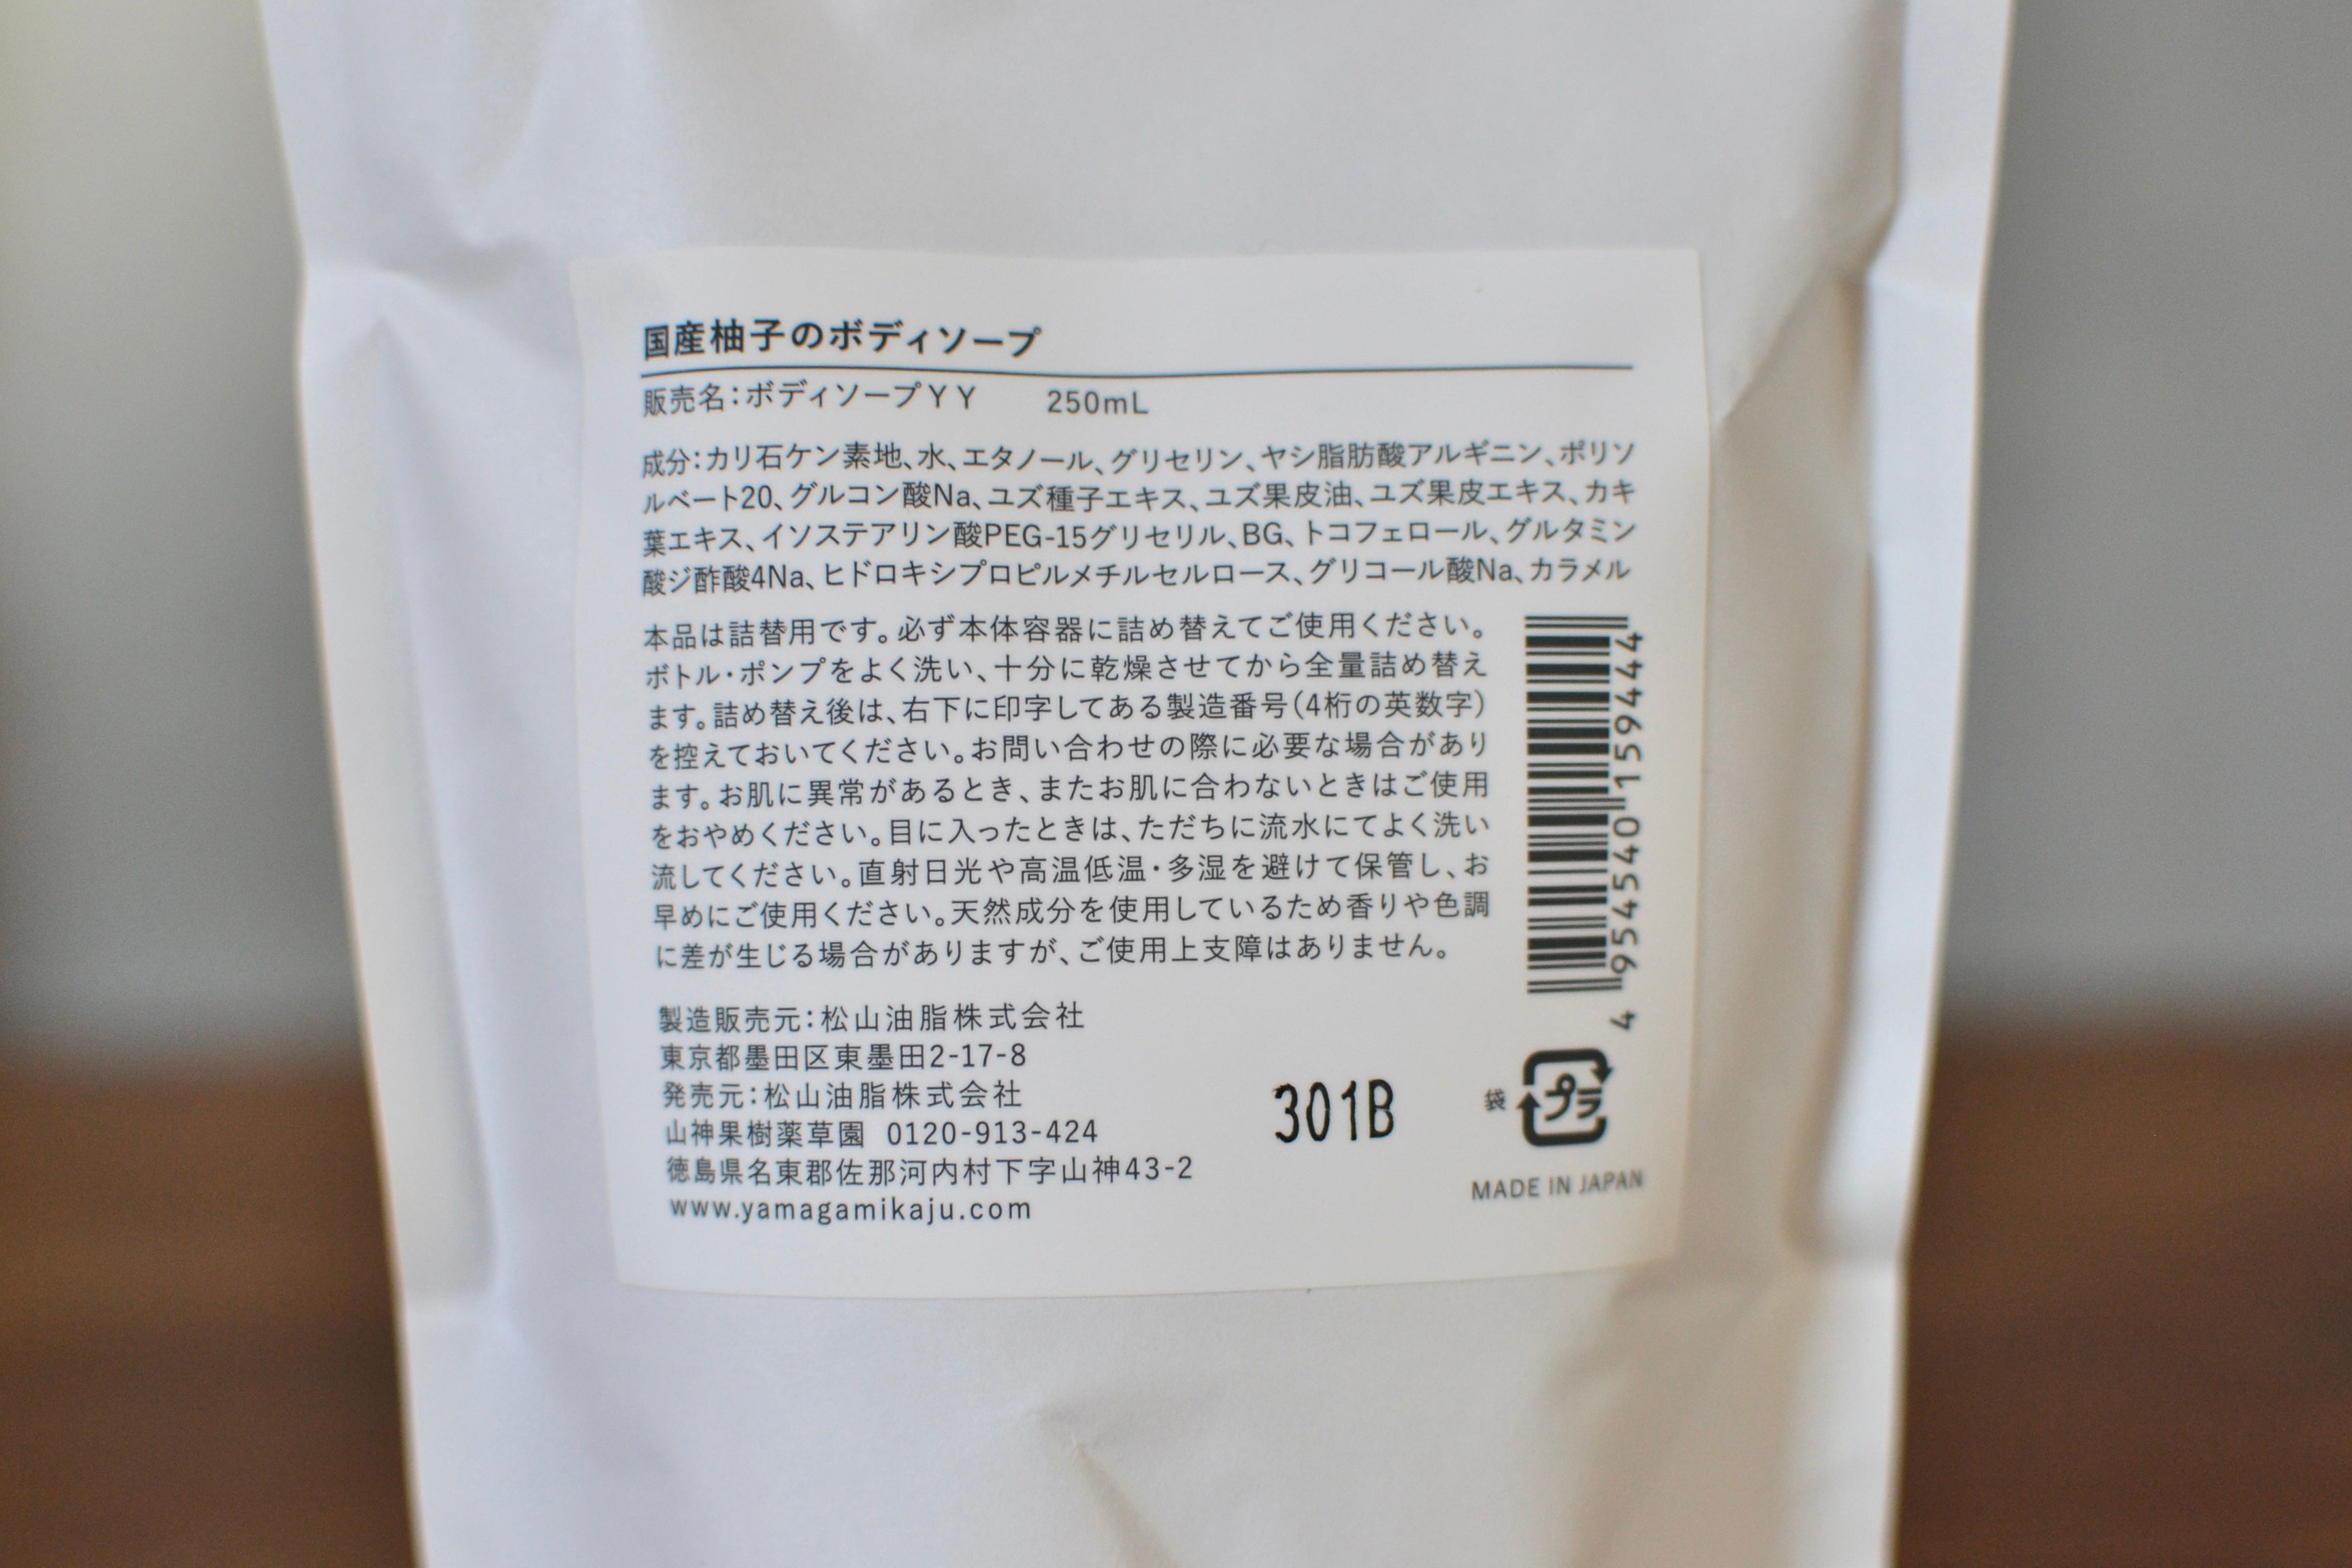 国産柚子のボディソープ
販売名：ボディソープＹＹ　250mL
成分：カリ石ケン素地、水、エタノール、グリセリン、ヤシ脂肪酸アルギニン、ポリソ
ルベート20、グルコン酸Na、ユズ種子エキス、ユズ果皮油、ユズ果皮エキス、カキ
葉エキス、イソステアリン酸PEG-15グリセリル、BG、トコフェロール、グルタミン
酸ジ酢酸4Na、ヒドロキシプロピルメチルセルロース、グリコール酸Na、カラメル
本品は詰替用です。必ず本体容器に詰め替えてご使用ください。
ボトル・ポンプをよく洗い、十分に乾燥させてから全量詰め替え
ます。詰め替え後は、右下に印字してある製造番号（4桁の英数字）
を控えておいてください。お問い合わせの際に必要な場合があり
ます。お肌に異常があるとき、またお肌に合わないときはご使用
をおやめください。目に入ったときは、ただちに流水にてよく洗い
流してください。直射日光や高温低温・多湿を避けて保管し、お
早めにご使用ください。天然成分を使用しているため香りや色調
に差が生じる場合がありますが、ご使用上支障はありません。
4 954540 159444
製造販売元：松山油脂株式会社
東京都墨田区東墨田2-17-8
発売元：松山油脂株式会社
山神果樹薬草園 0120-913-424
徳島県名東郡佐那河内村下字山神43-2
www.yamagamikaju.com
301B
袋 プラ
MADE IN JAPAN